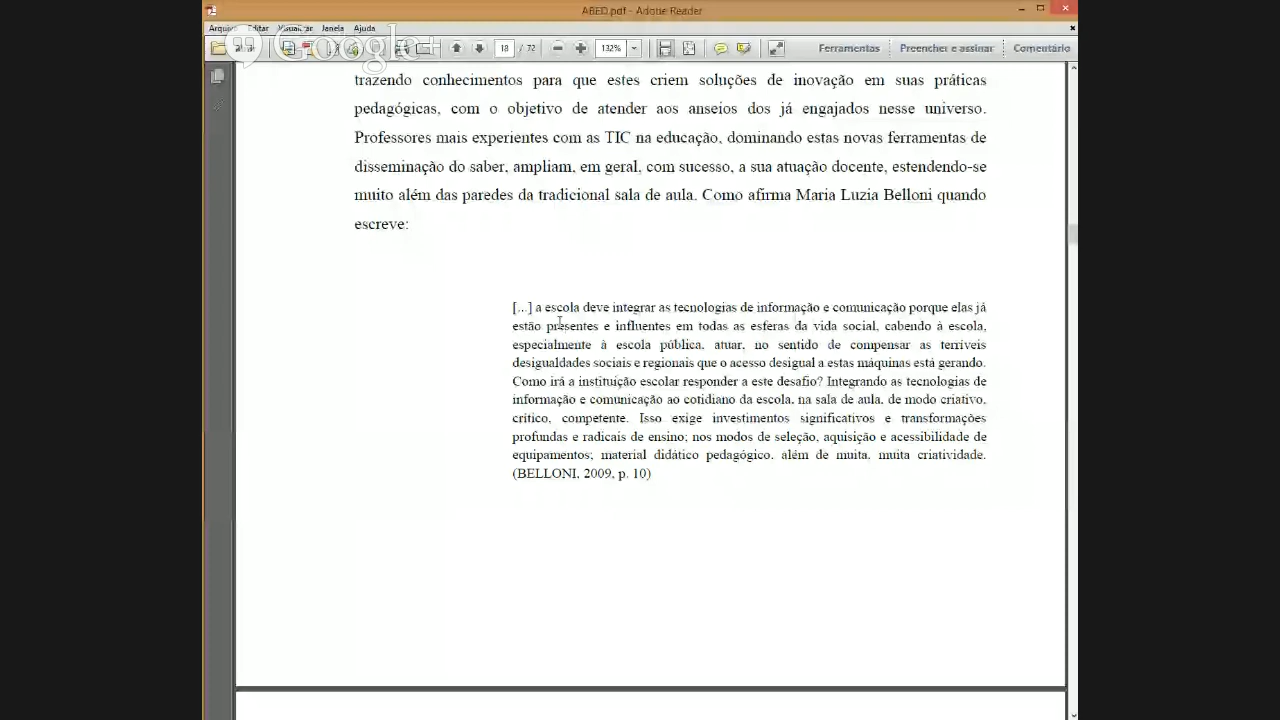 ABED.pdf - Adobe Reader
Arquivo Editar Visualizar Janela Ajuda
Google+
18 / 72 132% Ferramentas Preencher e assinar Comentário
trazendo conhecimentos para que estes criem soluções de inovação em suas práticas
pedagógicas, com o objetivo de atender aos anseios dos já engajados nesse universo.
Professores mais experientes com as TIC na educação, dominando estas novas ferramentas de
disseminação do saber, ampliam, em geral, com sucesso, a sua atuação docente, estendendo-se
muito além das paredes da tradicional sala de aula. Como afirma Maria Luzia Belloni quando
escreve:
[...] a escola deve integrar as tecnologias de informação e comunicação porque elas já
estão presentes e influentes em todas as esferas da vida social, cabendo à escola,
especialmente à escola pública, atuar, no sentido de compensar as terríveis
desigualdades sociais e regionais que o acesso desigual a estas máquinas está gerando.
Como irá a instituição escolar responder a este desafio? Integrando as tecnologias de
informação e comunicação ao cotidiano da escola, na sala de aula, de modo criativo,
crítico, competente. Isso exige investimentos significativos e transformações
profundas e radicais de ensino; nos modos de seleção, aquisição e acessibilidade de
equipamentos; material didático pedagógico, além de muita, muita criatividade.
(BELLONI, 2009, p. 10)